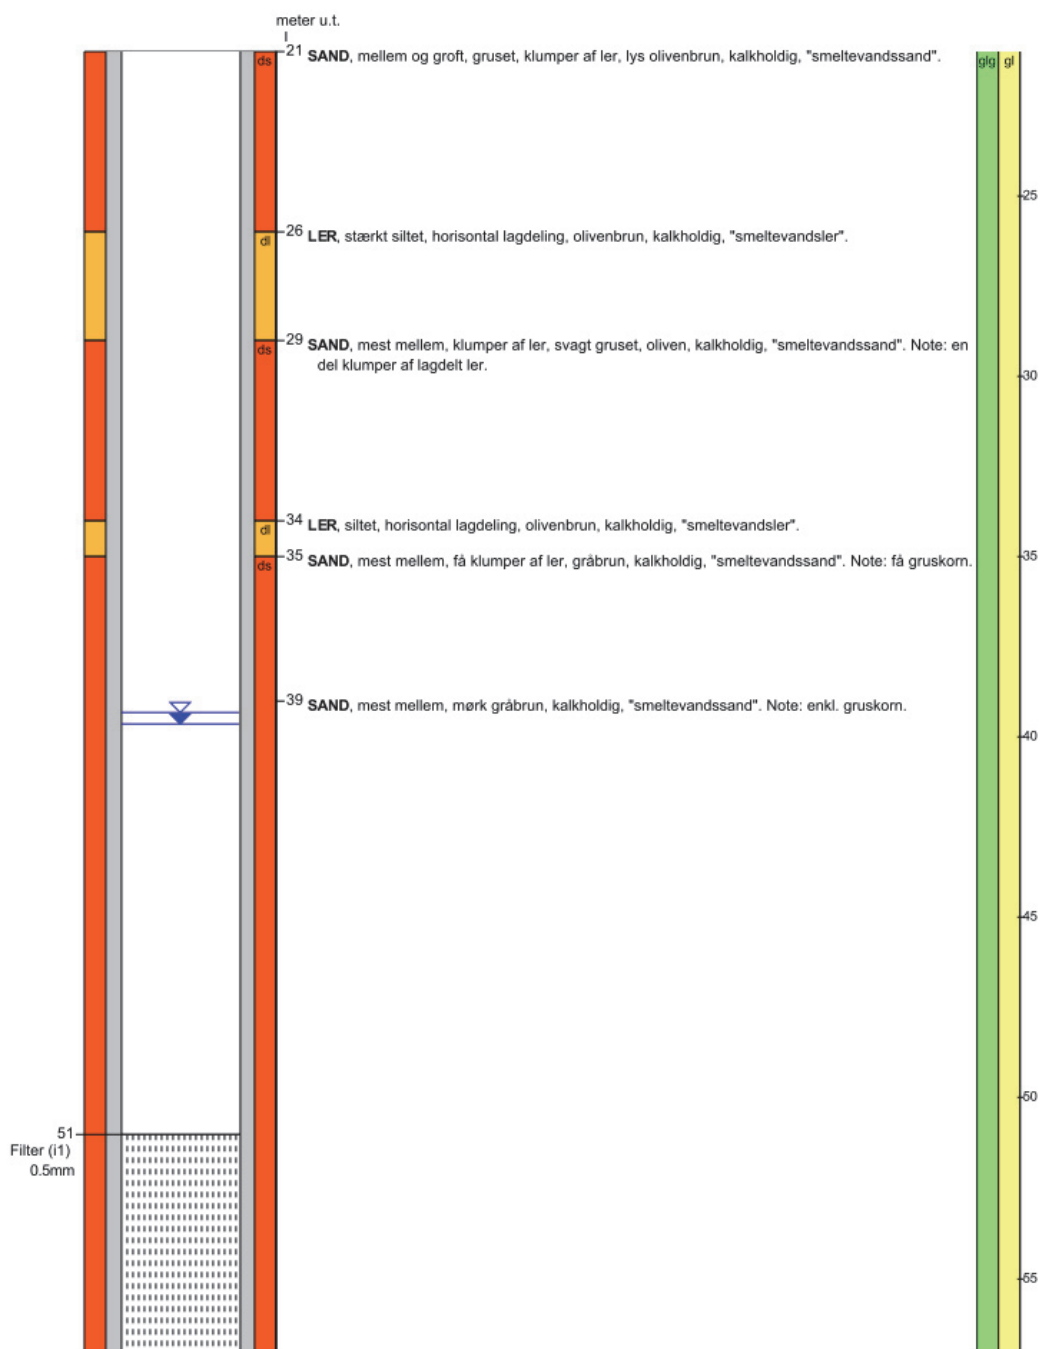 meter u.t.
21 SAND, mellem og groft, gruset, klumper af ler, lys olivenbrun, kalkholdig, "smeltevandssand".
ds
glg gl
25
26 LER, stærkt siltet, horisontal lagdeling, olivenbrun, kalkholdig, "smeltevandsler".
dl
29 SAND, mest mellem, klumper af ler, svagt gruset, oliven, kalkholdig, "smeltevandssand". Note: en
ds
del klumper af lagdelt ler.
30
34 LER, siltet, horisontal lagdeling, olivenbrun, kalkholdig, "smeltevandsler".
dl
35 SAND, mest mellem, få klumper af ler, gråbrun, kalkholdig, "smeltevandssand". Note: få gruskorn.
ds
35
39 SAND, mest mellem, mørk gråbrun, kalkholdig, "smeltevandssand". Note: enkl. gruskorn.
40
45
50
51
Filter (i1)
0.5mm
55